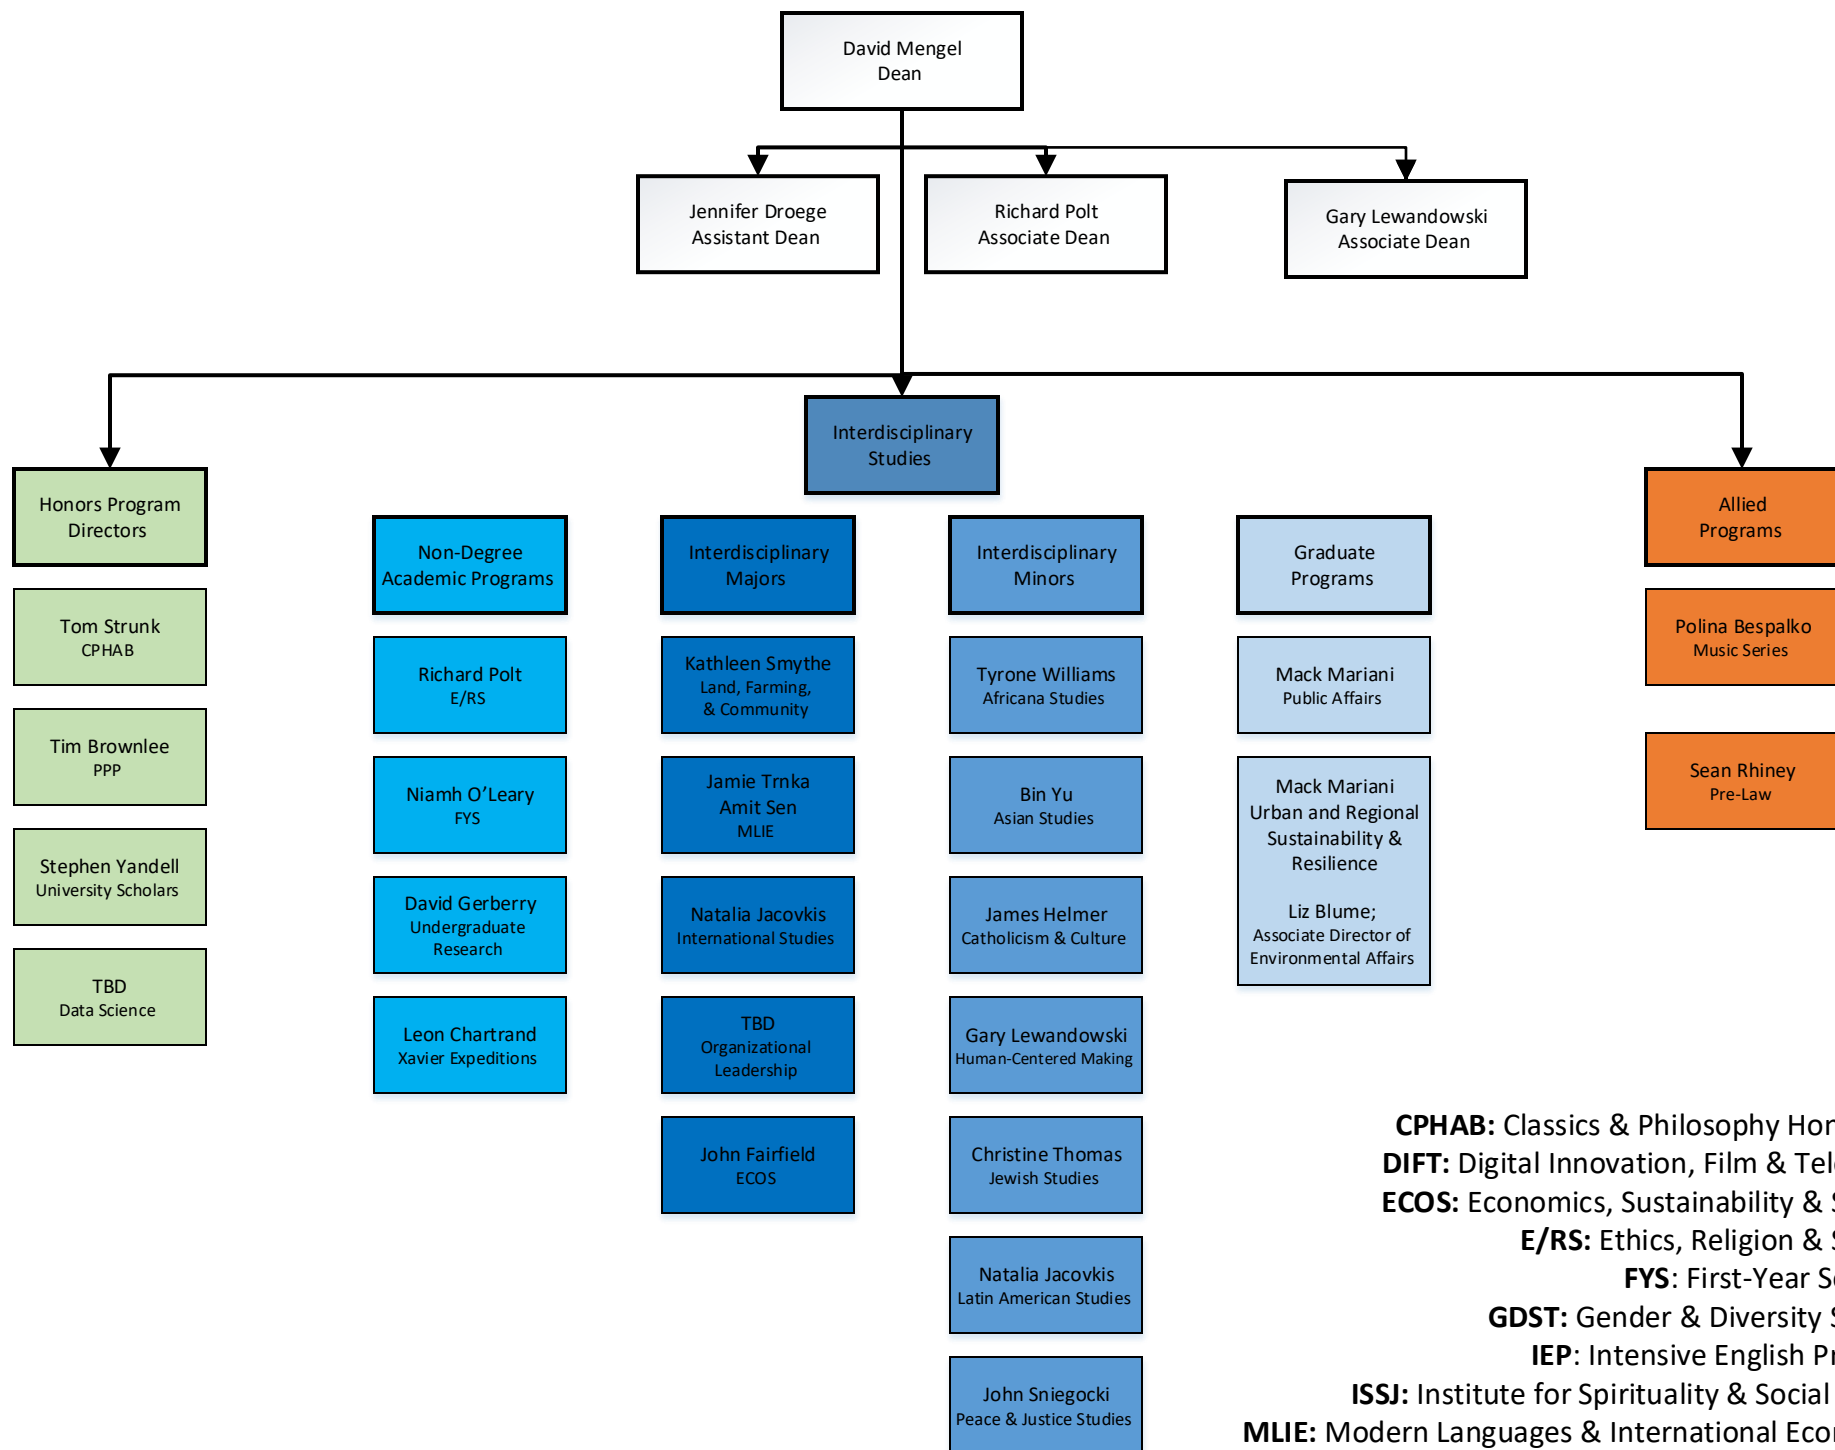 David Mengel
Dean
Jennifer Droege
Assistant Dean
Richard Polt
Associate Dean
Gary Lewandowski
Associate Dean
Interdisciplinary
Studies
Honors Program
Directors
Tom Strunk
CPHAB
Tim Brownlee
PPP
Stephen Yandell
University Scholars
TBD
Data Science
Non-Degree
Academic Programs
Richard Polt
E/RS
Niamh O’Leary
FYS
David Gerberry
Undergraduate
Research
Leon Chartrand
Xavier Expeditions
Interdisciplinary
Majors
Kathleen Smythe
Land, Farming,
& Community
Jamie Trnka
Amit Sen
MLIE
Natalia Jacovkis
International Studies
TBD
Organizational
Leadership
John Fairfield
ECOS
Interdisciplinary
Minors
Tyrone Williams
Africana Studies
Bin Yu
Asian Studies
James Helmer
Catholicism & Culture
Gary Lewandowski
Human-Centered Making
Christine Thomas
Jewish Studies
Natalia Jacovkis
Latin American Studies
John Sniegocki
Peace & Justice Studies
Graduate
Programs
Mack Mariani
Public Affairs
Mack Mariani
Urban and Regional
Sustainability &
Resilience
Liz Blume;
Associate Director of
Environmental Affairs
Allied
Programs
Polina Bespalko
Music Series
Sean Rhiney
Pre-Law
CPHAB: Classics & Philosophy Hon
DIFT: Digital Innovation, Film & Tel
ECOS: Economics, Sustainability &
E/RS: Ethics, Religion &
FYS: First-Year
GDST: Gender & Diversity
IEP: Intensive English Pr
ISSJ: Institute for Spirituality & Social
MLIE: Modern Languages & International Eco